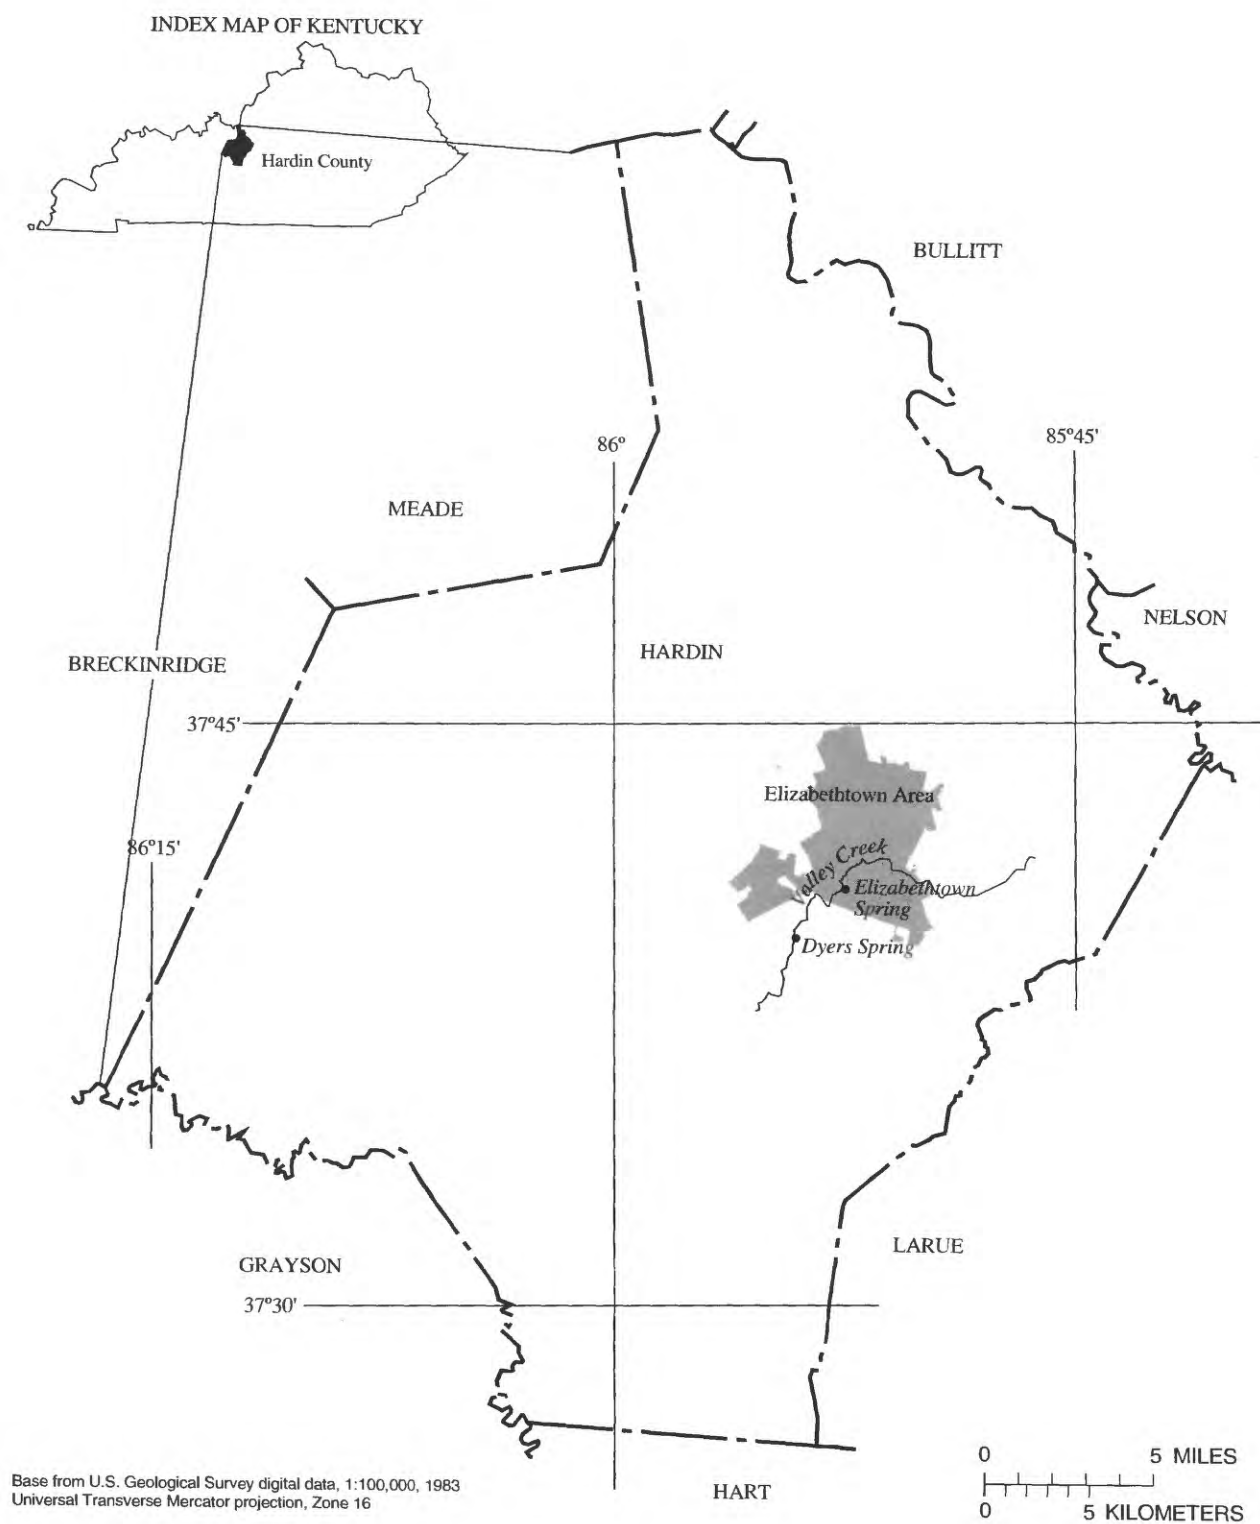 INDEX MAP OF KENTUCKY
Hardin County
BULLITT
86°
85°45'
MEADE
NELSON
HARDIN
BRECKINRIDGE
37°45'
Elizabethtown Area
86°15'
Valley Creek
Elizabethtown
Spring
Dyers Spring
LARUE
GRAYSON
37°30'
0 5 MILES
0 5 KILOMETERS
Base from U.S. Geological Survey digital data, 1:100,000, 1983
Universal Transverse Mercator projection, Zone 16
HART